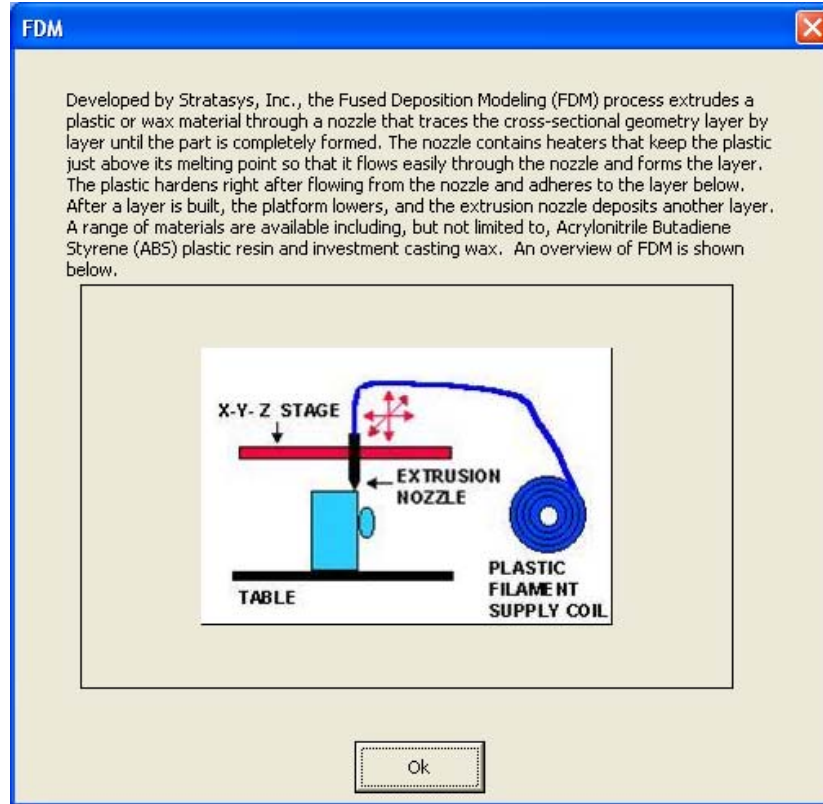 FDM
Developed by Stratasys, Inc., the Fused Deposition Modeling (FDM) process extrudes a
plastic or wax material through a nozzle that traces the cross-sectional geometry layer by
layer until the part is completely formed. The nozzle contains heaters that keep the plastic
just above its melting point so that it flows easily through the nozzle and forms the layer.
The plastic hardens right after flowing from the nozzle and adheres to the layer below.
After a layer is built, the platform lowers, and the extrusion nozzle deposits another layer.
A range of materials are available including, but not limited to, Acrylonitrile Butadiene
Styrene (ABS) plastic resin and investment casting wax.  An overview of FDM is shown
below.
X-Y-Z STAGE
EXTRUSION
NOZZLE
PLASTIC
FILAMENT
SUPPLY COIL
TABLE
Ok